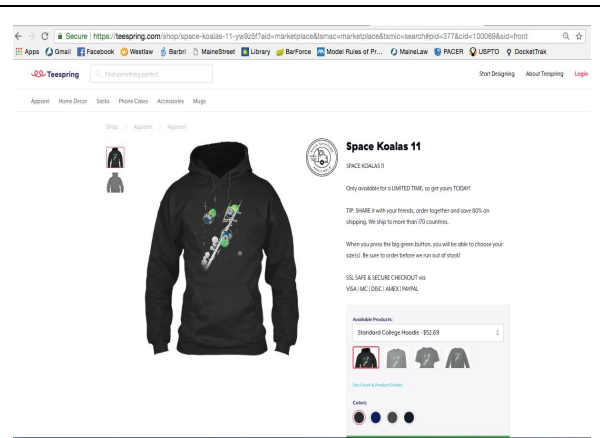 Secure | https://teespring.com/shop/space-koalas-11-yw9z5f?aid=marketplace&tsmac=marketplace&tsmic=search#pid=377&cid=100069&sid=front
Apps Gmail Facebook Westlaw Barbri MaineStreet Library BarForce Model Rules of Pr... MaineLaw PACER USPTO DocketTrak
Teespring Find something perfect Start Designing About Teespring Login
Apparel Home Decor Socks Phone Cases Accessories Mugs
Shop | Apparel | Apparel
Space Koalas 11
SPACE KOALAS 11
Only available for a LIMITED TIME, so get yours TODAY!
TIP: SHARE it with your friends, order together and save 80% on
shipping. We ship to more than 170 countries.
When you press the big green button, you will be able to choose your
size(s). Be sure to order before we run out of stock!
SSL SAFE & SECURE CHECKOUT via
VISA | MC | DISC | AMEX | PAYPAL
Available Products:
Standard College Hoodie - $52.69
Size Chart & Product Details
Colors: